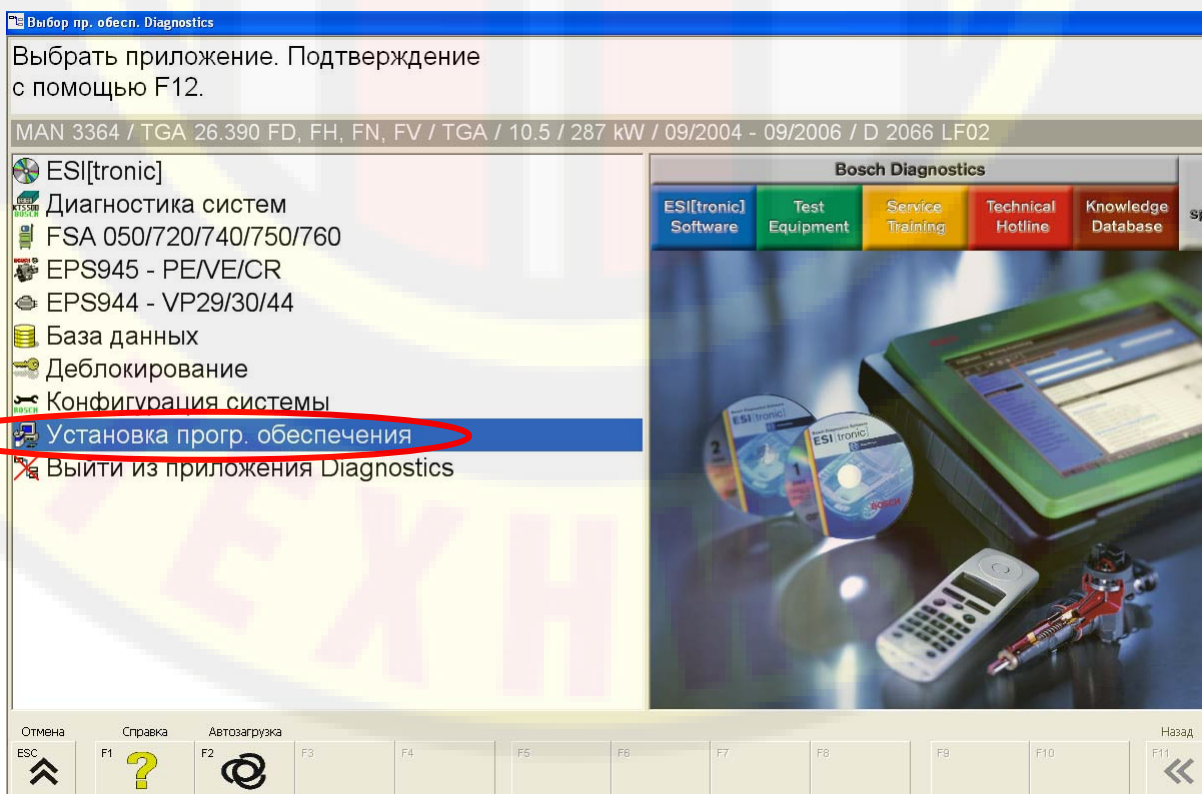 Выбор пр. обесп. Diagnostics
Выбрать приложение. Подтверждение
с помощью F12.
MAN 3364 / TGA 26.390 FD, FH, FN, FV / TGA / 10.5 / 287 kW / 09/2004 - 09/2006 / D 2066 LF02
ESI[tronic]
Диагностика систем
FSA 050/720/740/750/760
EPS945 - PE/VE/CR
EPS944 - VP29/30/44
База данных
Деблокирование
Конфигурация системы
Установка прогр. обеспечения
Выйти из приложения Diagnostics
Bosch Diagnostics
ESI[tronic] Software
Test Equipment
Service Training
Technical Hotline
Knowledge Database
ESI[tronic]
ESI[tronic]
2
1
BOSCH
ТЕХН
Отмена Справка Автозагрузка Назад
ESC F1 F2 F3 F4 F5 F6 F7 F8 F9 F10 F11